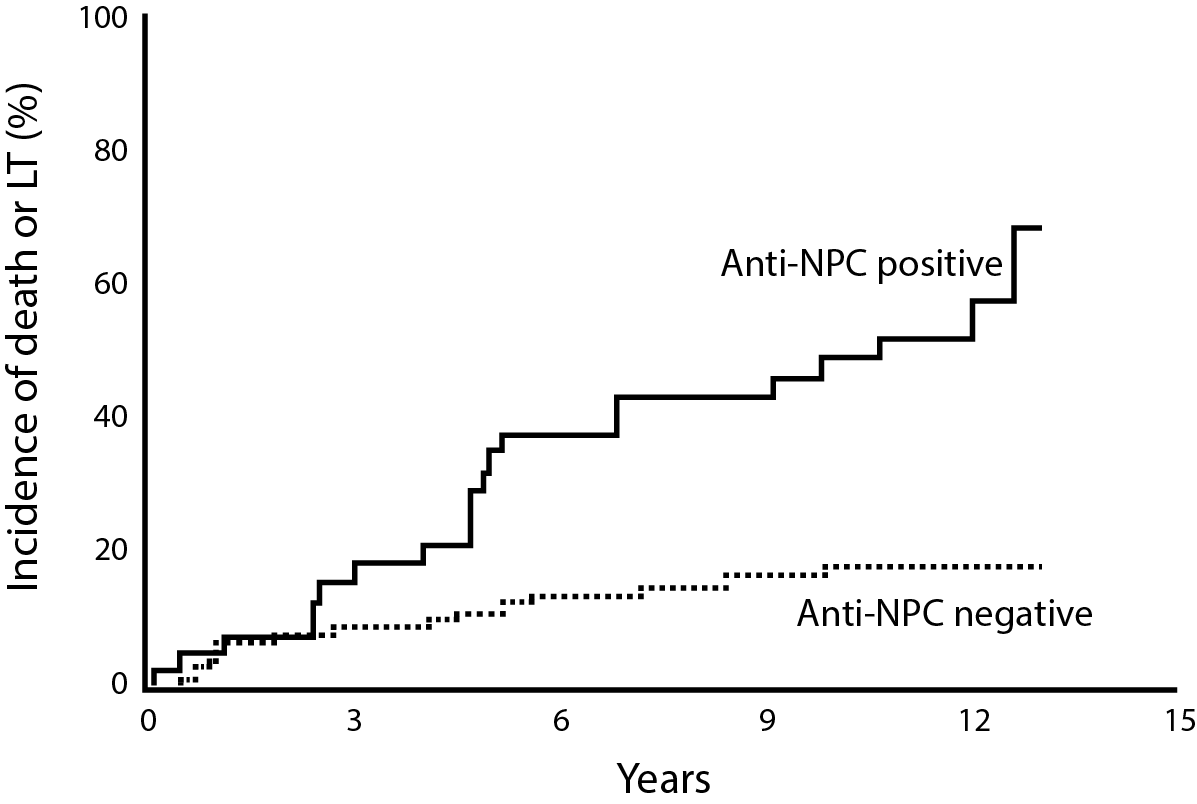 Incidence of death or LT (%)
100
80
60
40
20
0
Anti-NPC positive
Anti-NPC negative
0 3 6 9 12 15
Years